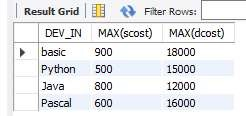 Result Grid Filter Rows:
DEV_IN MAX(scost) MAX(dcost)
basic 900 18000
Python 500 15000
Java 800 12000
Pascal 600 16000